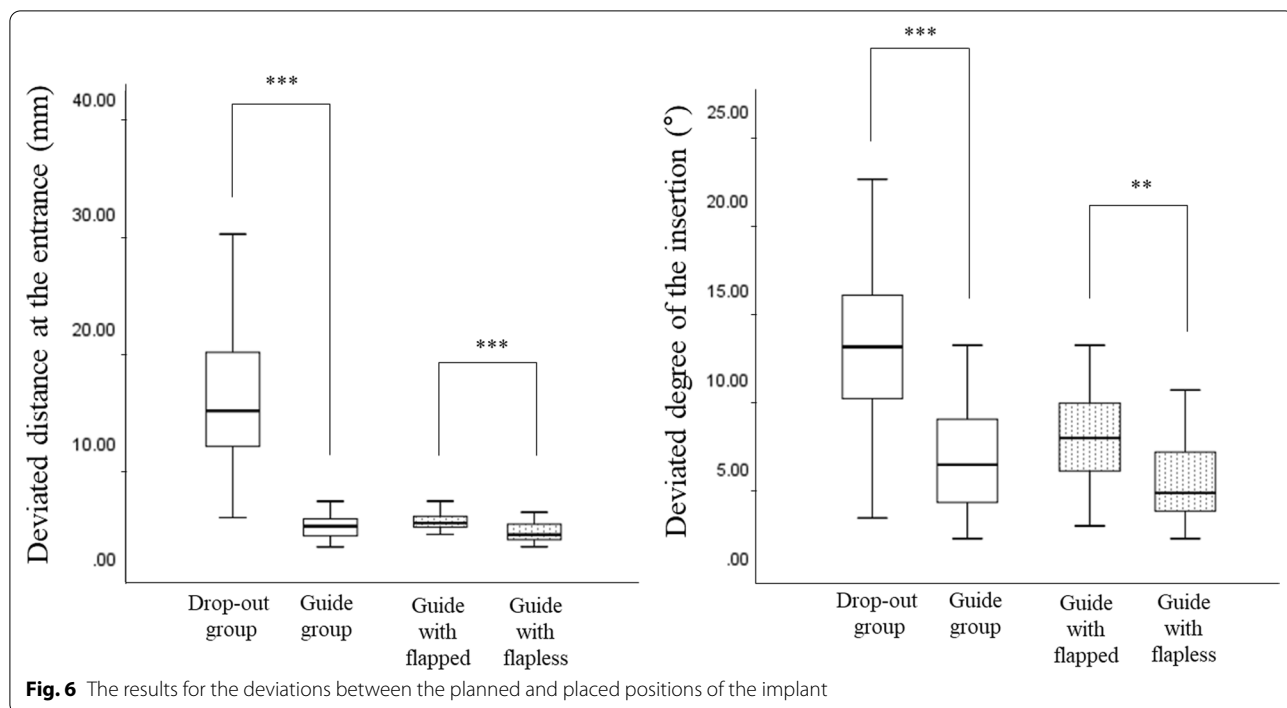 Deviated distance at the entrance (mm)
40.00
30.00
20.00
10.00
.00
***
***
Drop-out
group
Guide
group
Guide
with
flapped
Guide
with
flapless
Deviated degree of the insertion (°)
25.00
20.00
15.00
10.00
5.00
.00
***
**
Drop-out
group
Guide
group
Guide
with
flapped
Guide
with
flapless
Fig. 6 The results for the deviations between the planned and placed positions of the implant